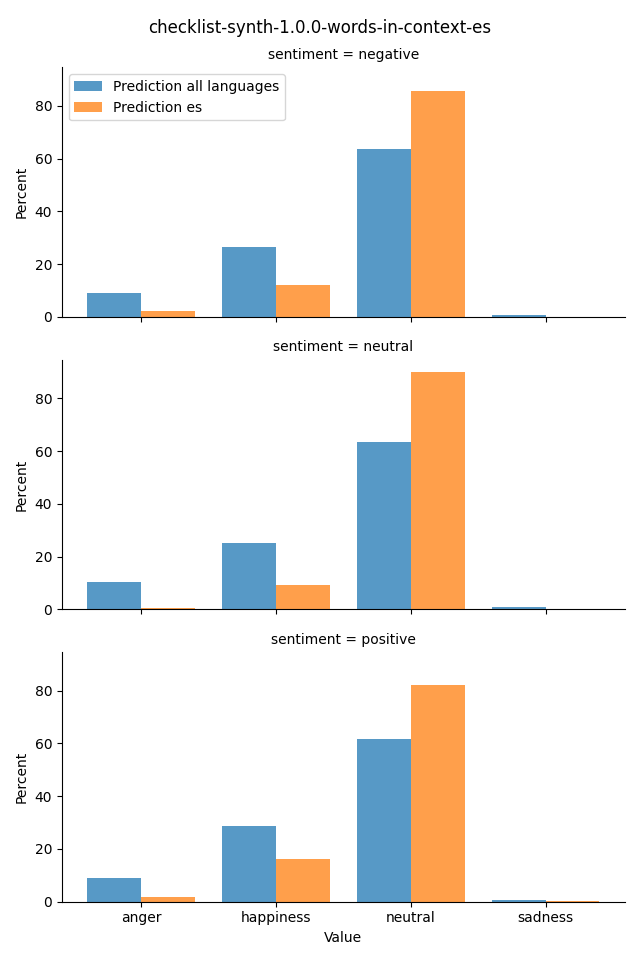 checklist-synth-1.0.0-words-in-context-es
sentiment = negative
Prediction all languages
Prediction es
Percent
80
60
40
20
0
sentiment = neutral
Percent
80
60
40
20
0
sentiment = positive
Percent
80
60
40
20
0
anger happiness neutral sadness
Value